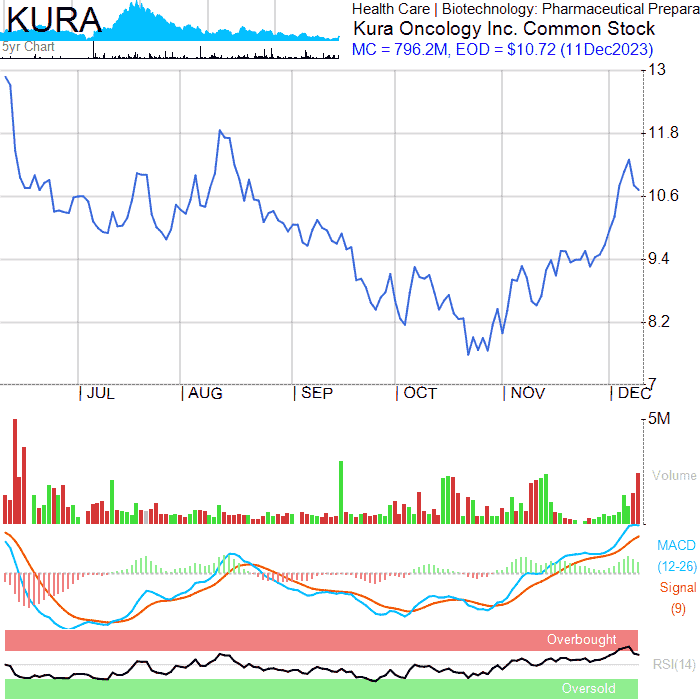 KURA
5yr Chart
Health Care | Biotechnology: Pharmaceutical Prepara
Kura Oncology Inc. Common Stock
MC = 796.2M, EOD = $10.72 (11Dec2023)
13
11.8
10.6
9.4
8.2
7
JUL AUG SEP OCT NOV DEC
5M
Volume
MACD
(12-26)
Signal
(9)
Overbought
RSI(14)
Oversold